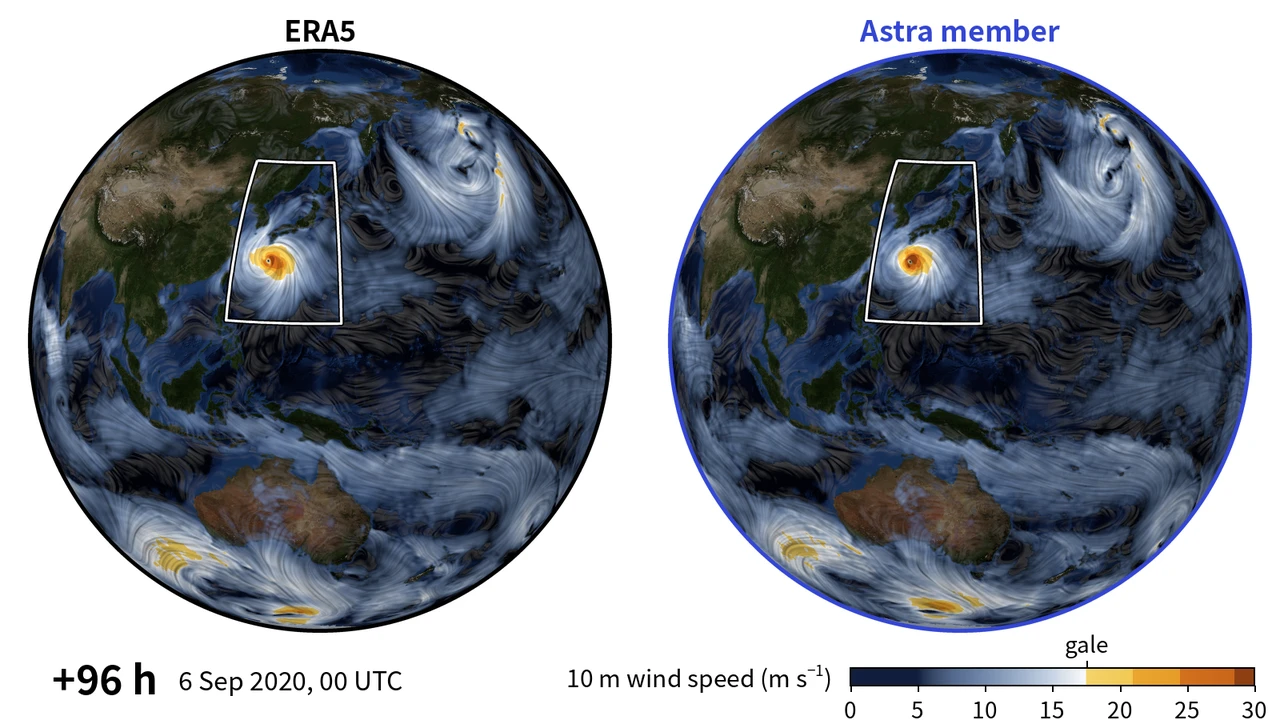 ERA5
Astra member
+96 h 6 Sep 2020, 00 UTC
gale
10 m wind speed (m s⁻¹)
0 5 10 15 20 25 30